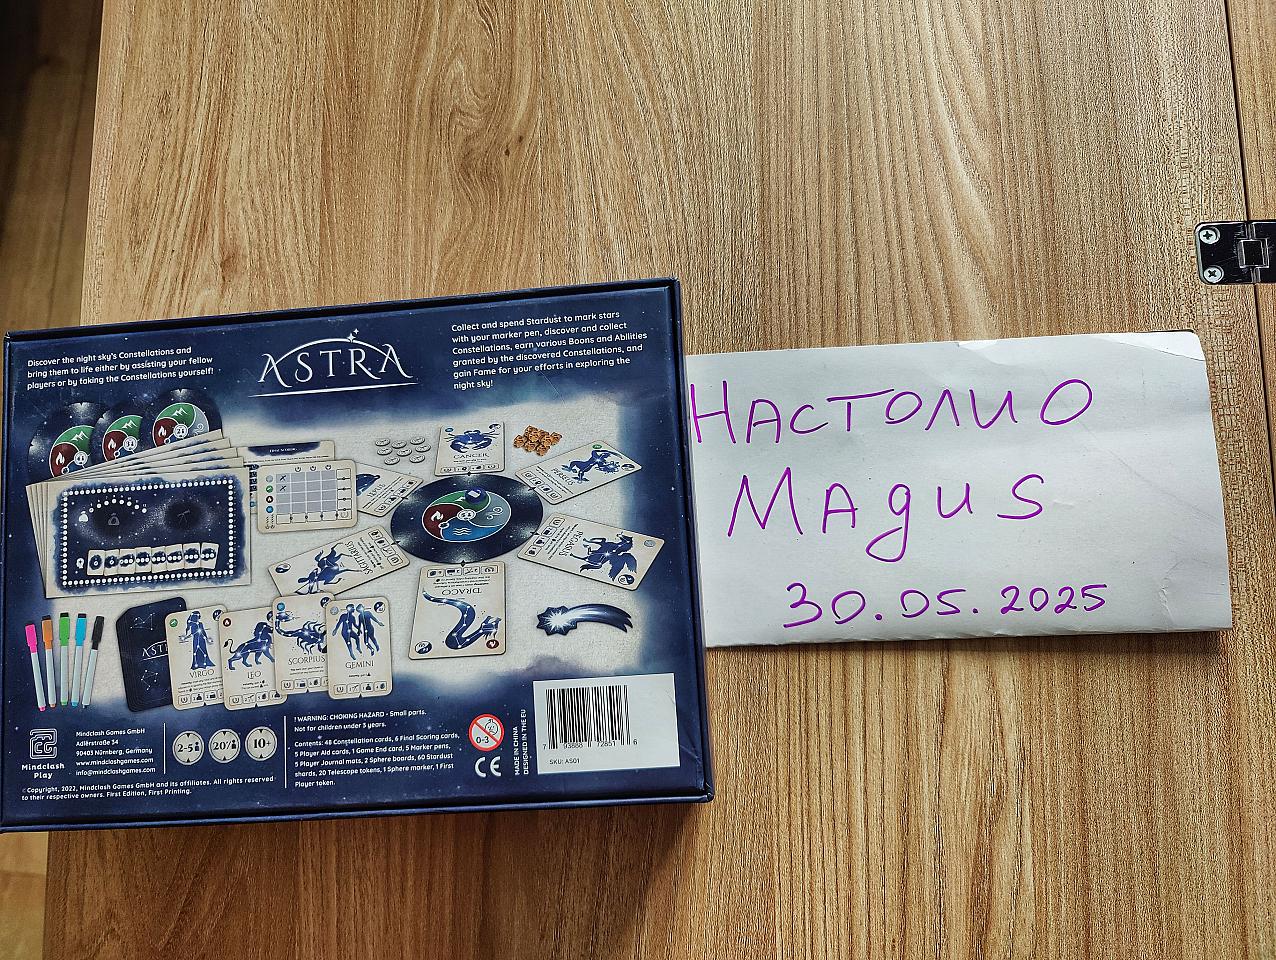 Discover the night sky's Constellations and
bring them to life either by assisting your fellow
players or by taking the Constellations yourself!
ASTRA
Collect and spend Stardust to mark stars
with your marker pen, discover and collect
Constellations, earn various Boons and Abilities
granted by the discovered Constellations, and
gain Fame for your efforts in exploring the
night sky!
CANCER
PEGASUS
DRACO
VIRGO
LEO
SCORPIUS
GEMINI
Mindclash
Play
Mindclash Games GmbH
Adlerstraße 34
90403 Nürnberg, Germany
www.mindclashgames.com
info@mindclashgames.com
2-5
20'/
10+
! WARNING: CHOKING HAZARD - Small parts.
Not for children under 3 years.
Contents: 48 Constellation cards, 6 Final Scoring cards,
5 Player Aid cards, 1 Game End card, 5 Marker pens,
5 Player Journal mats, 2 Sphere boards, 60 Stardust
shards, 20 Telescope tokens, 1 Sphere marker, 1 First
Player token.
0-3
CE
MADE IN CHINA
DESIGNED IN THE EU
SKU: AS01
Copyright, 2022, Mindclash Games GmbH and its affiliates. All rights reserved
to their respective owners. First Edition, First Printing.
НАСТОЛИО
MAgUS
30.05.2025